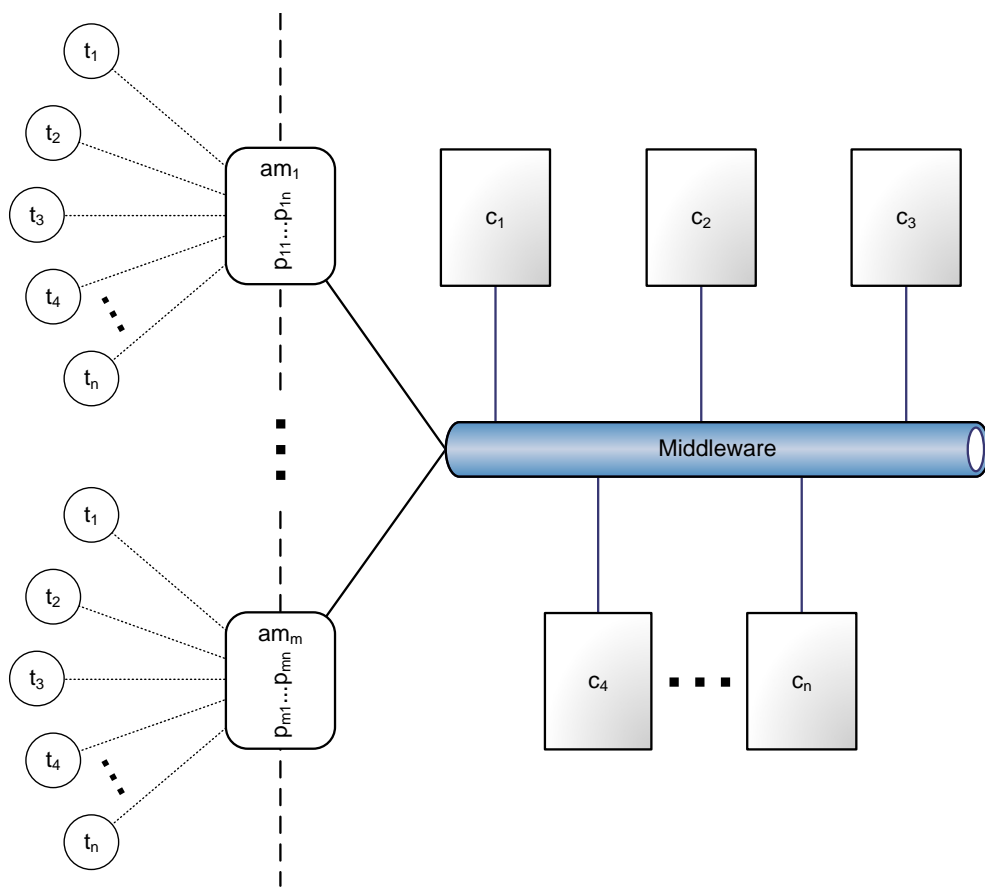 t₁
t₂
t₃
t₄
tₙ
am₁
p₁₁...p₁ₙ
c₁
c₂
c₃
Middleware
t₁
t₂
t₃
t₄
tₙ
amₘ
pₘ₁...pₘₙ
c₄
cₙ